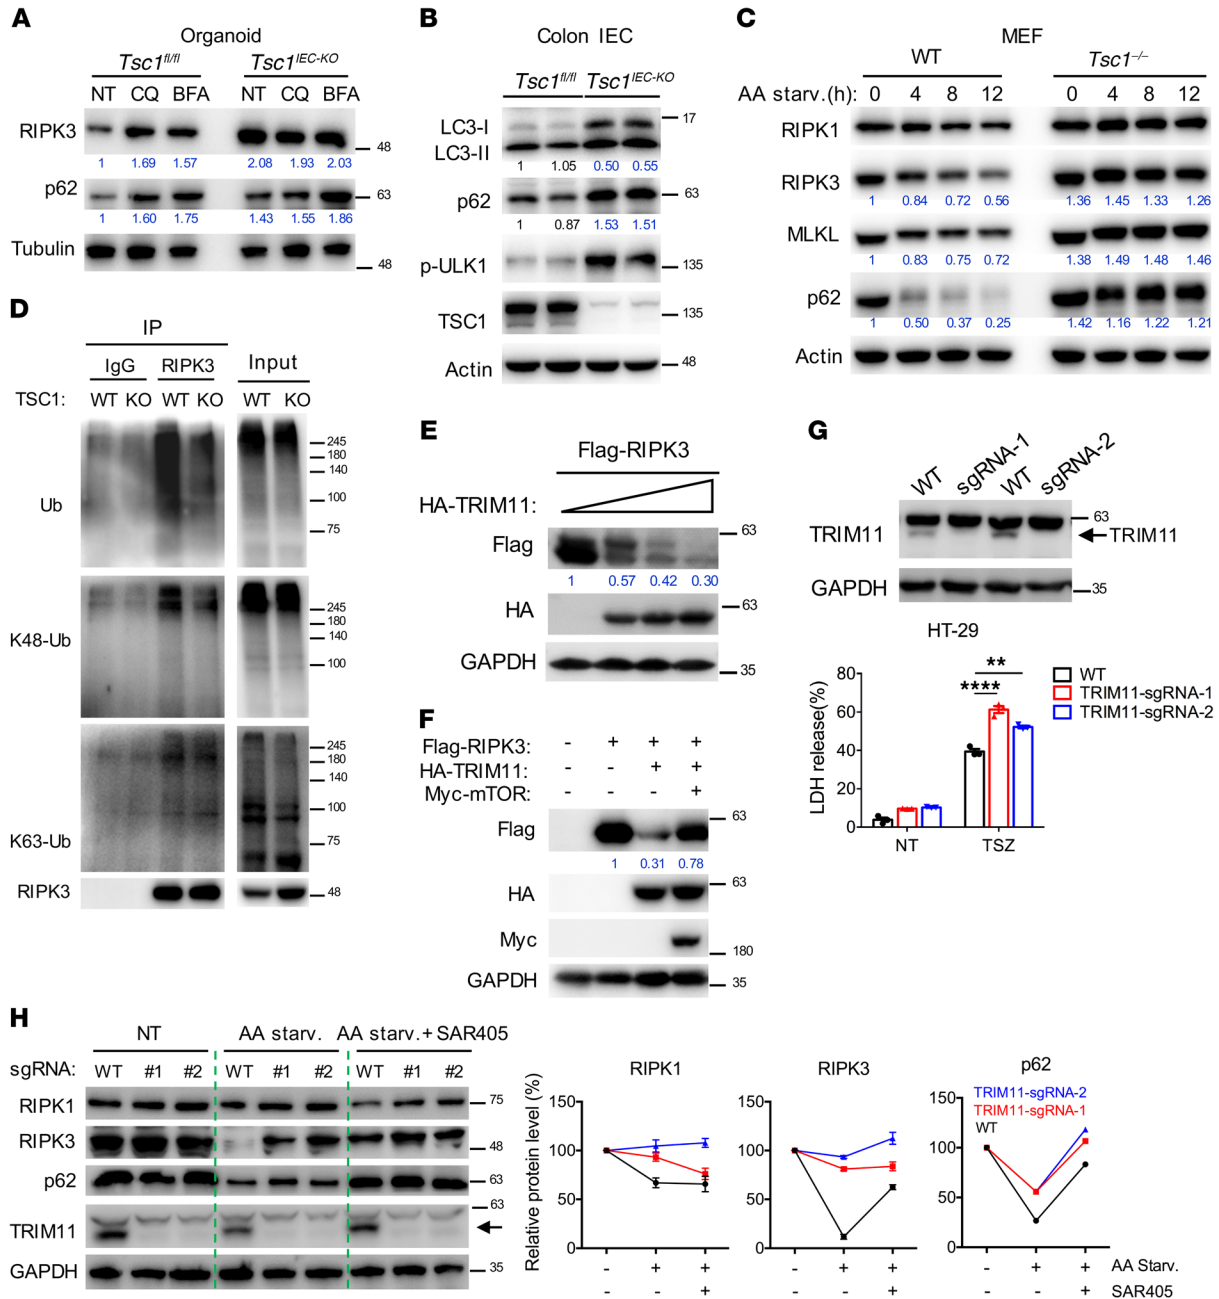 A
Organoid
Tsc1fl/fl Tsc1IEC-KO
NT CQ BFA NT CQ BFA
RIPK3
48
1 1.69 1.57 2.08 1.93 2.03
p62
63
1 1.60 1.75 1.43 1.55 1.86
Tubulin
48
B
Colon IEC
Tsc1fl/fl Tsc1IEC-KO
LC3-I
17
LC3-II
1 1.05 0.50 0.55
p62
63
1 0.87 1.53 1.51
p-ULK1
135
TSC1
135
Actin
48
C
MEF
WT Tsc1−/−
AA starv.(h): 0 4 8 12 0 4 8 12
RIPK1
RIPK3
1 0.84 0.72 0.56 1.36 1.45 1.33 1.26
MLKL
1 0.83 0.75 0.72 1.38 1.49 1.48 1.46
p62
1 0.50 0.37 0.25 1.42 1.16 1.22 1.21
Actin
D
IP
IgG RIPK3 Input
TSC1: WT KO WT KO WT KO
245
180
140
Ub
100
75
245
180
K48-Ub
140
100
245
180
140
100
K63-Ub
75
RIPK3
48
E
Flag-RIPK3
HA-TRIM11:
Flag
63
1 0.57 0.42 0.30
HA
63
GAPDH
35
F
Flag-RIPK3: - + + +
HA-TRIM11: - - + +
Myc-mTOR: - - - +
Flag
63
1 0.31 0.78
HA
63
Myc
180
GAPDH
35
G
WT sgRNA-1 WT sgRNA-2
63
TRIM11
TRIM11
GAPDH
35
HT-29
LDH release(%)
80
60
40
20
0
**
****
NT TSZ
WT
TRIM11-sgRNA-1
TRIM11-sgRNA-2
H
NT AA starv. AA starv.+SAR405
sgRNA: WT #1 #2 WT #1 #2 WT #1 #2
RIPK1
75
RIPK3
48
p62
63
63
TRIM11
GAPDH
35
Relative protein level (%)
RIPK1
150
100
50
0
- + +
- - +
RIPK3
150
100
50
0
- + +
- - +
p62
TRIM11-sgRNA-2
TRIM11-sgRNA-1
WT
150
100
50
0
- + + AA Starv.
- - + SAR405